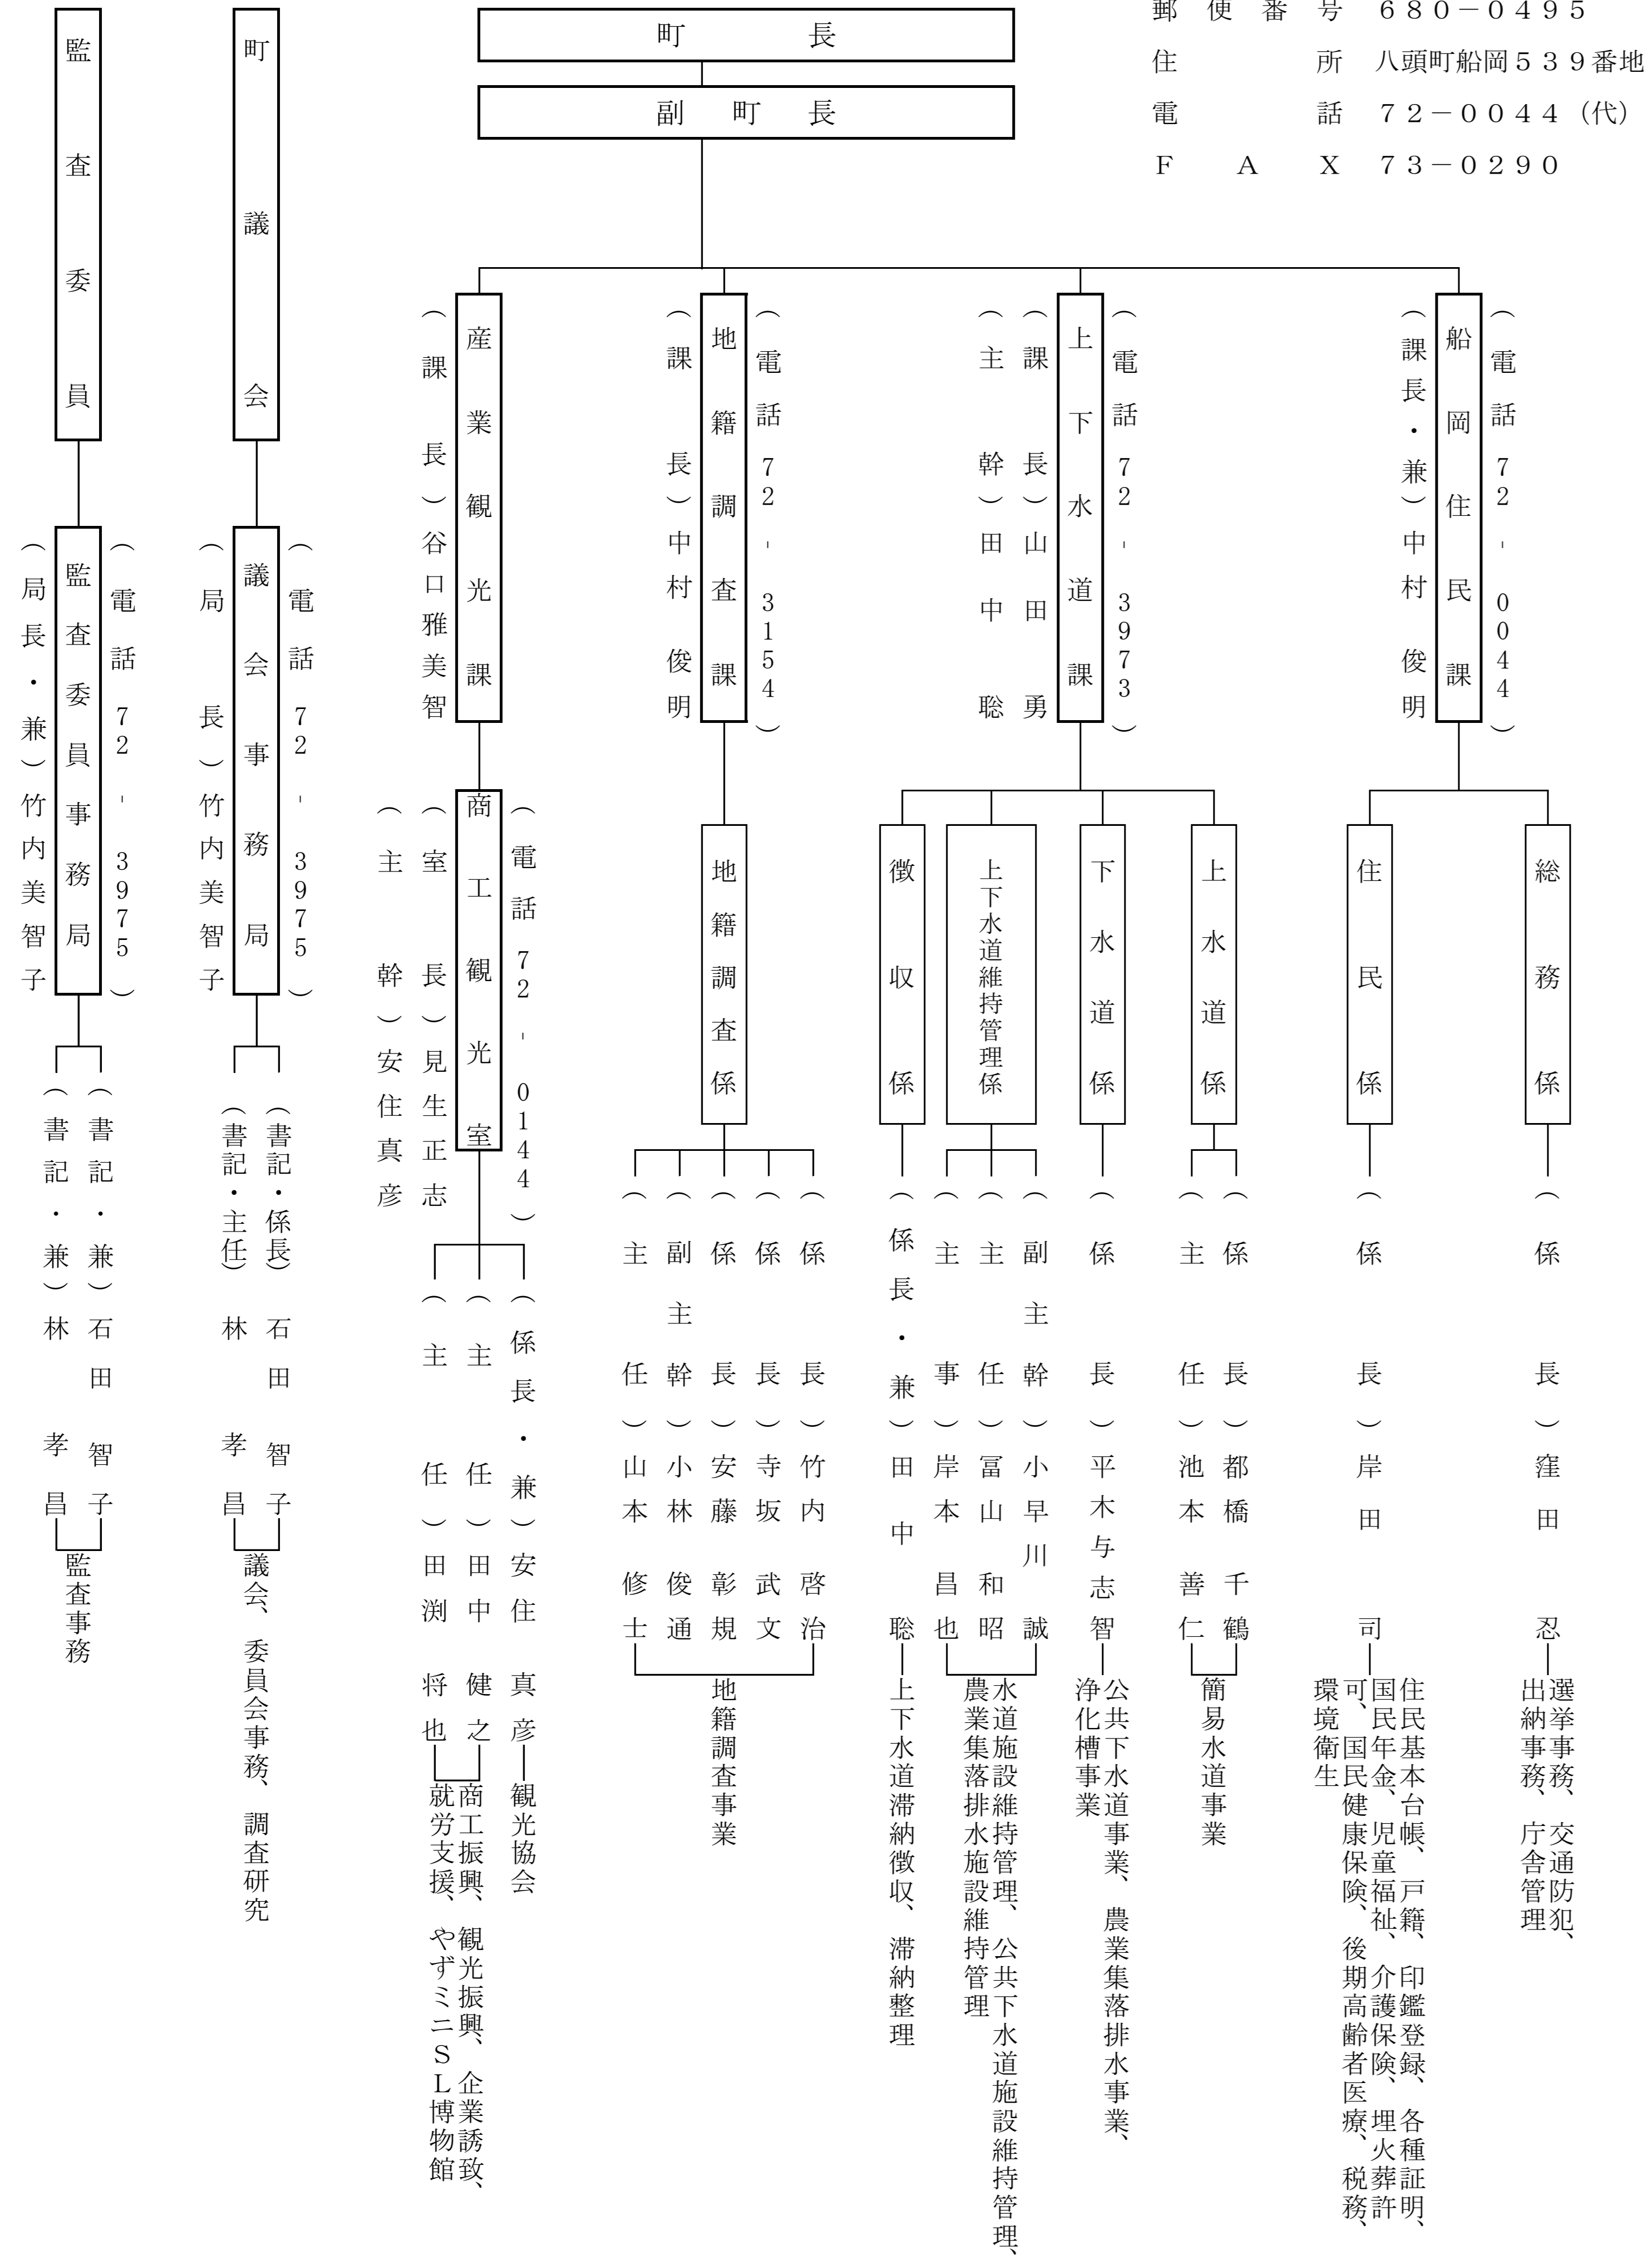 郵便番号　６８０－０４９５
住所　八頭町船岡５３９番地
電話　７２－００４４（代）
ＦＡＸ　７３－０２９０
町長
副町長
（電話72-0044）
船岡住民課
（課長・兼）中村俊明
総務係
（係長）窪田忍
選挙事務、交通防犯、
出納事務、庁舎管理
住民係
（係長）岸田司
住民基本台帳、戸籍、印鑑登録、各種証明、
国民年金、児童福祉、介護保険、埋火葬許
可、国民健康保険、後期高齢者医療、税務、
環境衛生
（電話72-3973）
上下水道課
（課長）山田勇
（主幹）田中聡
上水道係
（係長）都橋千鶴
（主任）池本善仁
簡易水道事業
下水道係
（係長）平木与志智
公共下水道事業、農業集落排水事業、
浄化槽事業
上下水道維持管理係
（副主幹）小早川誠
（主任）冨山和昭
（主事）岸本昌也
水道施設維持管理、公共下水道施設維持管理、
農業集落排水施設維持管理
徴収係
（係長・兼）田中聡
上下水道滞納徴収、滞納整理
（電話72-3154）
地籍調査課
（課長）中村俊明
地籍調査係
（係長）竹内啓治
（係長）寺坂武文
（係長）安藤彰規
（副主幹）小林俊通
（主任）山本修士
地籍調査事業
産業観光課
（課長）谷口雅美智
（電話72-0144）
商工観光室
（室長）見生正志
（主幹）安住真彦
（係長・兼）安住真彦
観光協会
（主任）田中健之
（主任）田渕将也
商工振興、観光振興、企業誘致、
就労支援、やずミニＳＬ博物館
町議会
（電話72-3975）
議会事務局
（局長）竹内美智子
（書記・係長）石田智子
（書記・主任）林孝昌
議会、委員会事務、調査研究
監査委員
（電話72-3975）
監査委員事務局
（局長・兼）竹内美智子
（書記・兼）石田智子
（書記・兼）林孝昌
監査事務